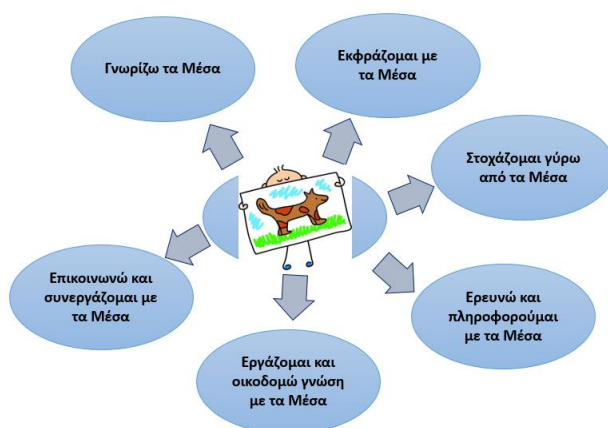 Γνωρίζω τα Μέσα
Εκφράζομαι με
τα Μέσα
Στοχάζομαι γύρω
από τα Μέσα
Ερευνώ και
πληροφορούμαι
με τα Μέσα
Εργάζομαι και
οικοδομώ γνώση
με τα Μέσα
Επικοινωνώ και
συνεργάζομαι με
τα Μέσα